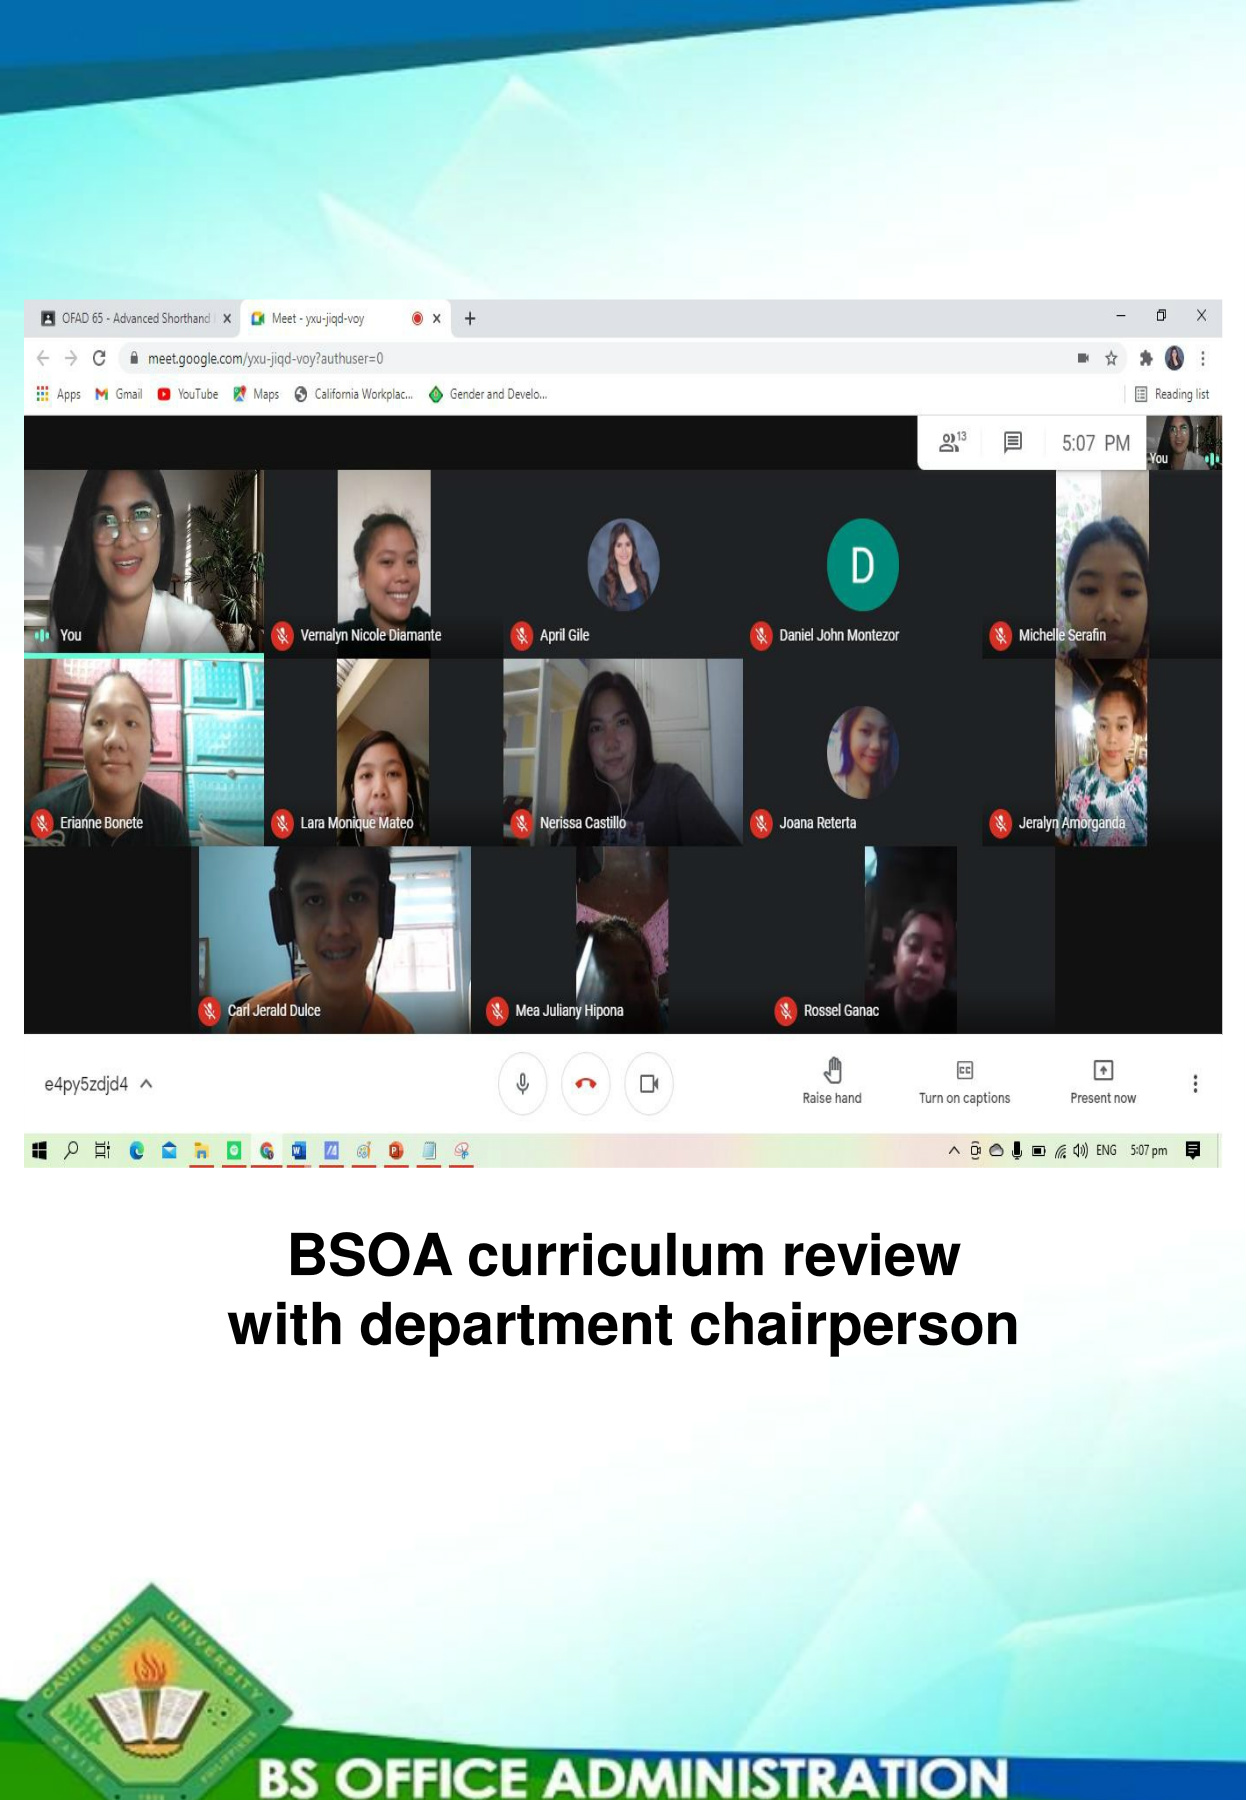 OFAD 65 - Advanced Shorthand
Meet - yxu-jiqd-voy
meet.google.com/yxu-jiqd-voy?authuser=0
Apps Gmail YouTube Maps California Workplac... Gender and Develo... Reading list
13 5:07 PM
You
You Vernalyn Nicole Diamante April Gile D Daniel John Montezor Michelle Serafin
Erianne Bonete Lara Monique Mateo Nerissa Castillo Joana Reterta Jeralyn Amorganda
Carl Jerald Dulce Mea Juliany Hipona Rossel Ganac
e4py5zdjd4 Raise hand Turn on captions Present now
ENG 5:07 pm
BSOA curriculum review
with department chairperson
CAVITE STATE UNIVERSITY
CAVITE PHILIPPINES
BS OFFICE ADMINISTRATION